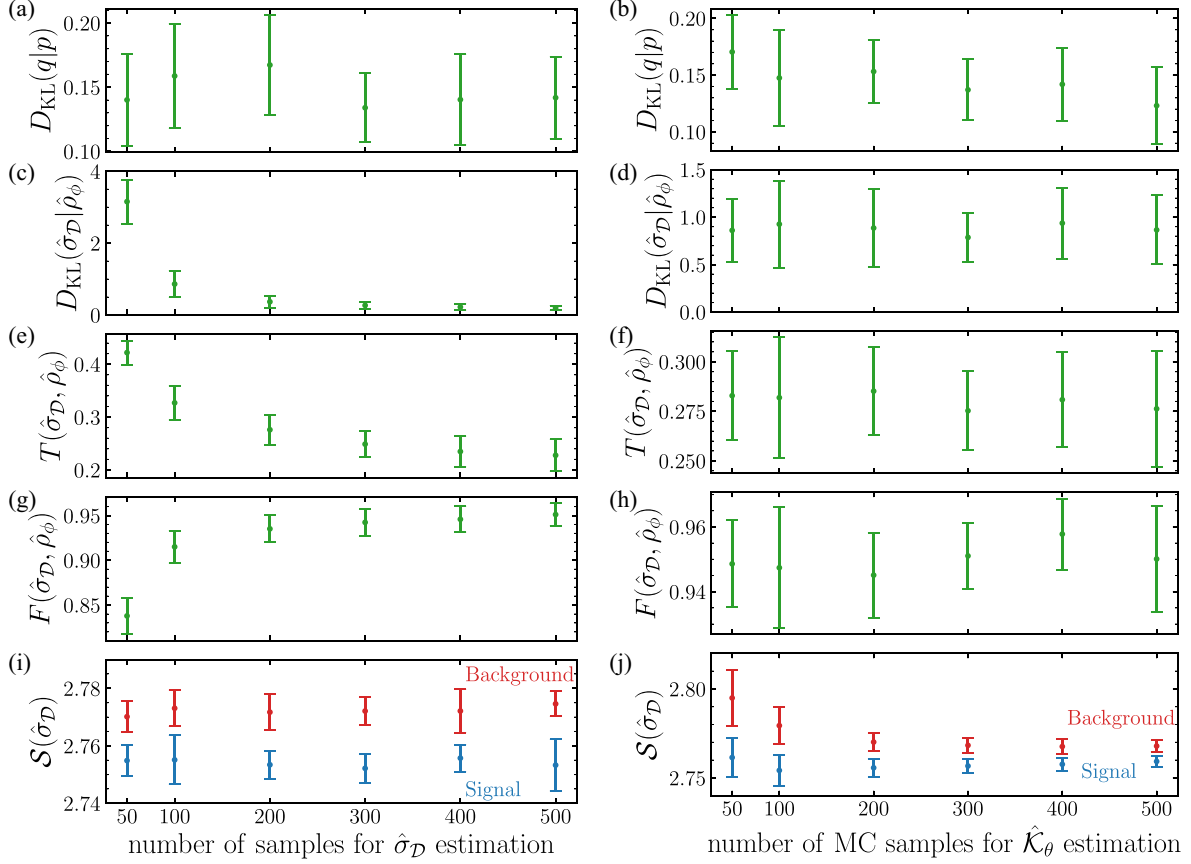 (a)
D_KL(q|p)
0.20
0.15
0.10
(b)
D_KL(q|p)
0.20
0.15
0.10
(c)
D_KL(σ̂_𝒟|ρ̂_ϕ)
4
2
0
(d)
D_KL(σ̂_𝒟|ρ̂_ϕ)
1.5
1.0
0.5
0.0
(e)
T(σ̂_𝒟, ρ̂_ϕ)
0.4
0.3
0.2
(f)
T(σ̂_𝒟, ρ̂_ϕ)
0.300
0.275
0.250
(g)
F(σ̂_𝒟, ρ̂_ϕ)
0.95
0.90
0.85
(h)
F(σ̂_𝒟, ρ̂_ϕ)
0.96
0.94
(i)
𝒮(σ̂_𝒟)
2.78
2.76
2.74
Background
Signal
50 100 200 300 400 500
number of samples for σ̂_𝒟 estimation
(j)
𝒮(σ̂_𝒟)
2.80
2.75
Background
Signal
50 100 200 300 400 500
number of MC samples for 𝒦̂_θ estimation